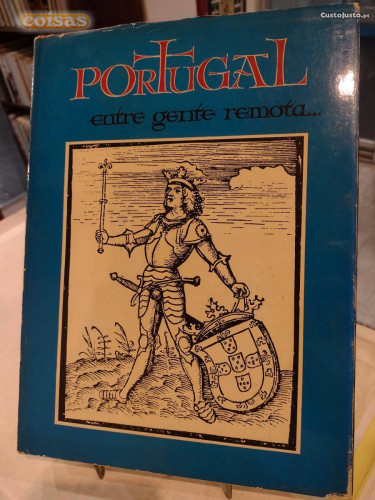 coisas
CustoJusto.pt
PORTUGAL
entre gente remota...